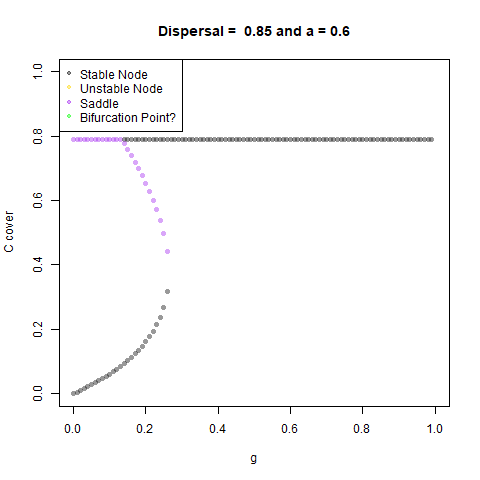 Dispersal = 0.85 and a = 0.6
Stable Node
Unstable Node
Saddle
Bifurcation Point?
C cover
1.0
0.8
0.6
0.4
0.2
0.0
0.0 0.2 0.4 0.6 0.8 1.0
g